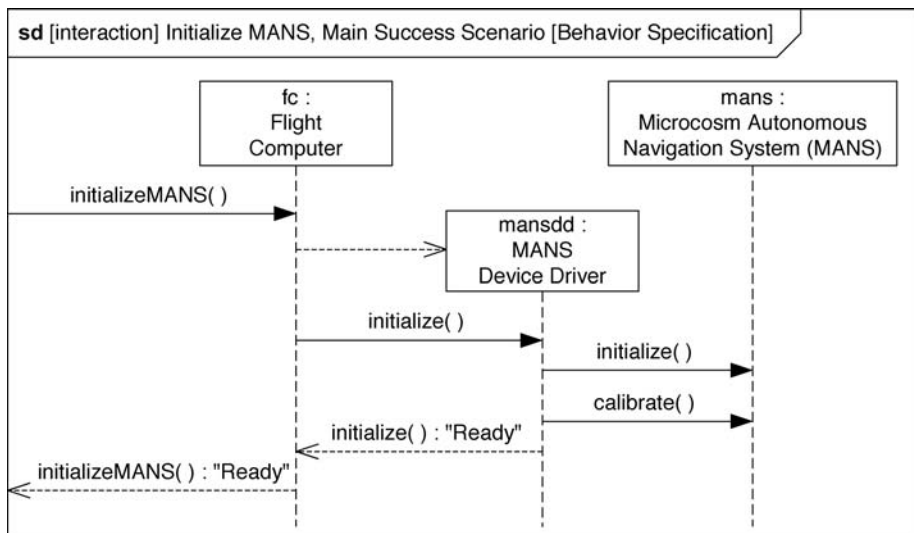 sd [interaction] Initialize MANS, Main Success Scenario [Behavior Specification]
fc :
Flight
Computer
mans :
Microcosm Autonomous
Navigation System (MANS)
initializeMANS( )
mansdd :
MANS
Device Driver
initialize( )
initialize( )
calibrate( )
initialize( ) : "Ready"
initializeMANS( ) : "Ready"